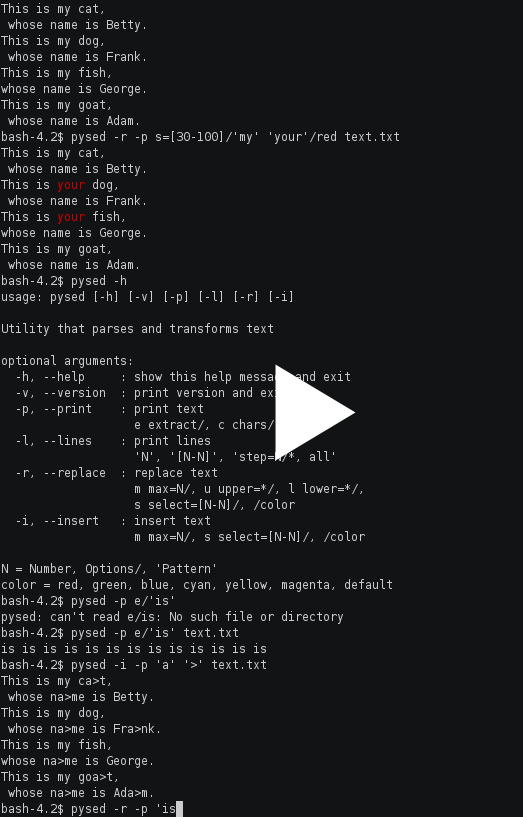 This is my cat,
 whose name is Betty.
This is my dog,
 whose name is Frank.
This is my fish,
whose name is George.
This is my goat,
 whose name is Adam.
bash-4.2$ pysed -r -p s=[30-100]/'my' 'your'/red text.txt
This is my cat,
 whose name is Betty.
This is your dog,
 whose name is Frank.
This is your fish,
whose name is George.
This is my goat,
 whose name is Adam.
bash-4.2$ pysed -h
usage: pysed [-h] [-v] [-p] [-l] [-r] [-i]

Utility that parses and transforms text

optional arguments:
  -h, --help     : show this help and exit
  -v, --version  : print version and
  -p, --print    : print text
                   e extract/, c chars/
  -l, --lines    : print lines
                   'N', '[N-N]', all'
  -r, --replace  : replace text
                   m max=N/, u upper=*/, l lower=*/,
                   s select=[N-N]/, /color
  -i, --insert   : insert text
                   m max=N/, s select=[N-N]/, /color

N = Number, Options/, 'Pattern'
color = red, green, blue, cyan, yellow, magenta, default
bash-4.2$ pysed -p e/'is'
pysed: can't read e/is: No such file or directory
bash-4.2$ pysed -p e/'is' text.txt
is is is is is is is is is is is is is
bash-4.2$ pysed -i -p 'a' '>' text.txt
This is my ca>t,
 whose na>me is Betty.
This is my dog,
 whose na>me is Fra>nk.
This is my fish,
whose na>me is George.
This is my goa>t,
 whose na>me is Ada>m.
bash-4.2$ pysed -r -p 'is